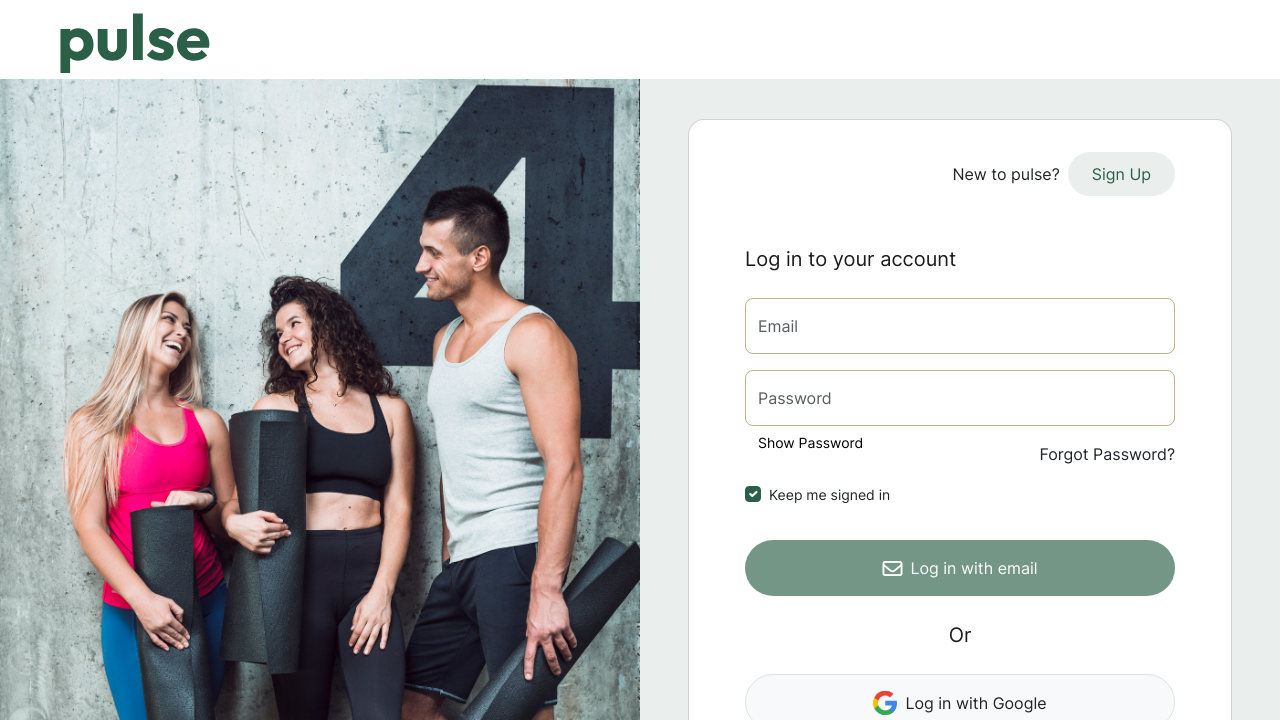 pulse
4
New to pulse? Sign Up
Log in to your account
Email
Password
Show Password
Forgot Password?
Keep me signed in
Log in with email
Or
Log in with Google